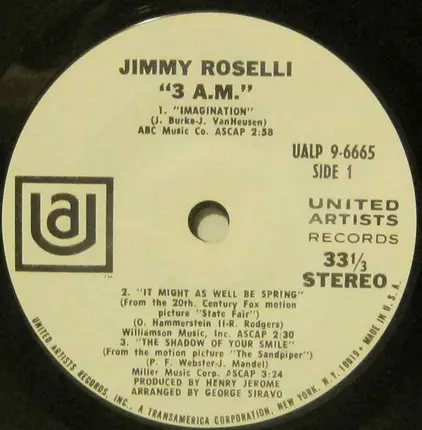 JIMMY ROSELLI
"3 A.M."
1. "IMAGINATION"
(J. Burke-J. VanHeusen)
ABC Music Co. ASCAP 2:58
UALP 9-6665
SIDE 1
UA
UNITED
ARTISTS
RECORDS
33 1/3
STEREO
TM
2. "IT MIGHT AS WELL BE SPRING"
(From the 20th. Century Fox motion
picture "State Fair")
(O. Hammerstein II-R. Rodgers)
Williamson Music, Inc. ASCAP 2:30
3. "THE SHADOW OF YOUR SMILE"
(From the motion picture "The Sandpiper")
(P. F. Webster-J. Mandel)
Miller Music Corp. ASCAP 3:24
PRODUCED BY HENRY JEROME
ARRANGED BY GEORGE SIRAVO
UNITED ARTISTS RECORDS, INC., A TRANSAMERICA CORPORATION, NEW YORK, N.Y. 10019 • MADE IN U.S.A.